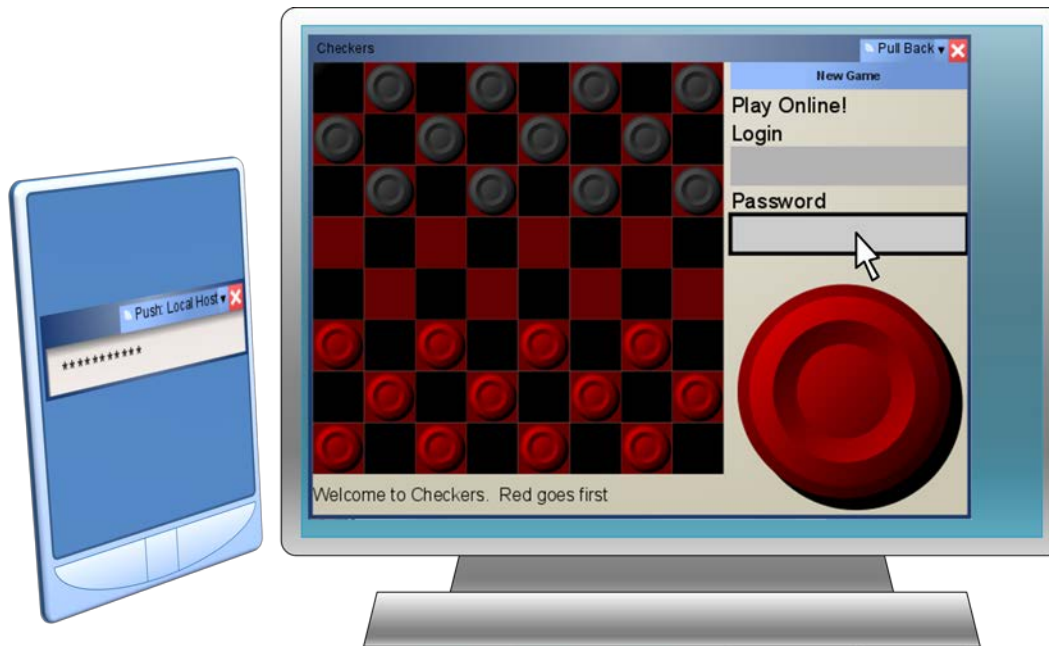 Push: Local Host
***********
Checkers
Pull Back
New Game
Play Online!
Login
Password
Welcome to Checkers. Red goes first